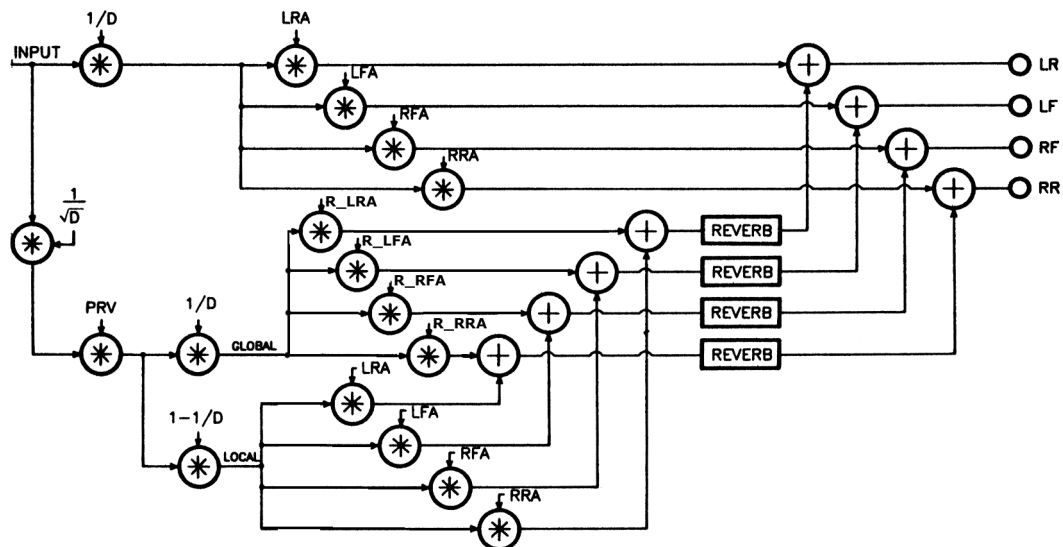 1/D
LRA
INPUT
LR
LFA
LF
RFA
RF
RRA
RR
1
√D
R_LRA
REVERB
R_LFA
REVERB
R_RFA
PRV
1/D
REVERB
R_RRA
GLOBAL
REVERB
LRA
1-1/D
LFA
LOCAL
RFA
RRA